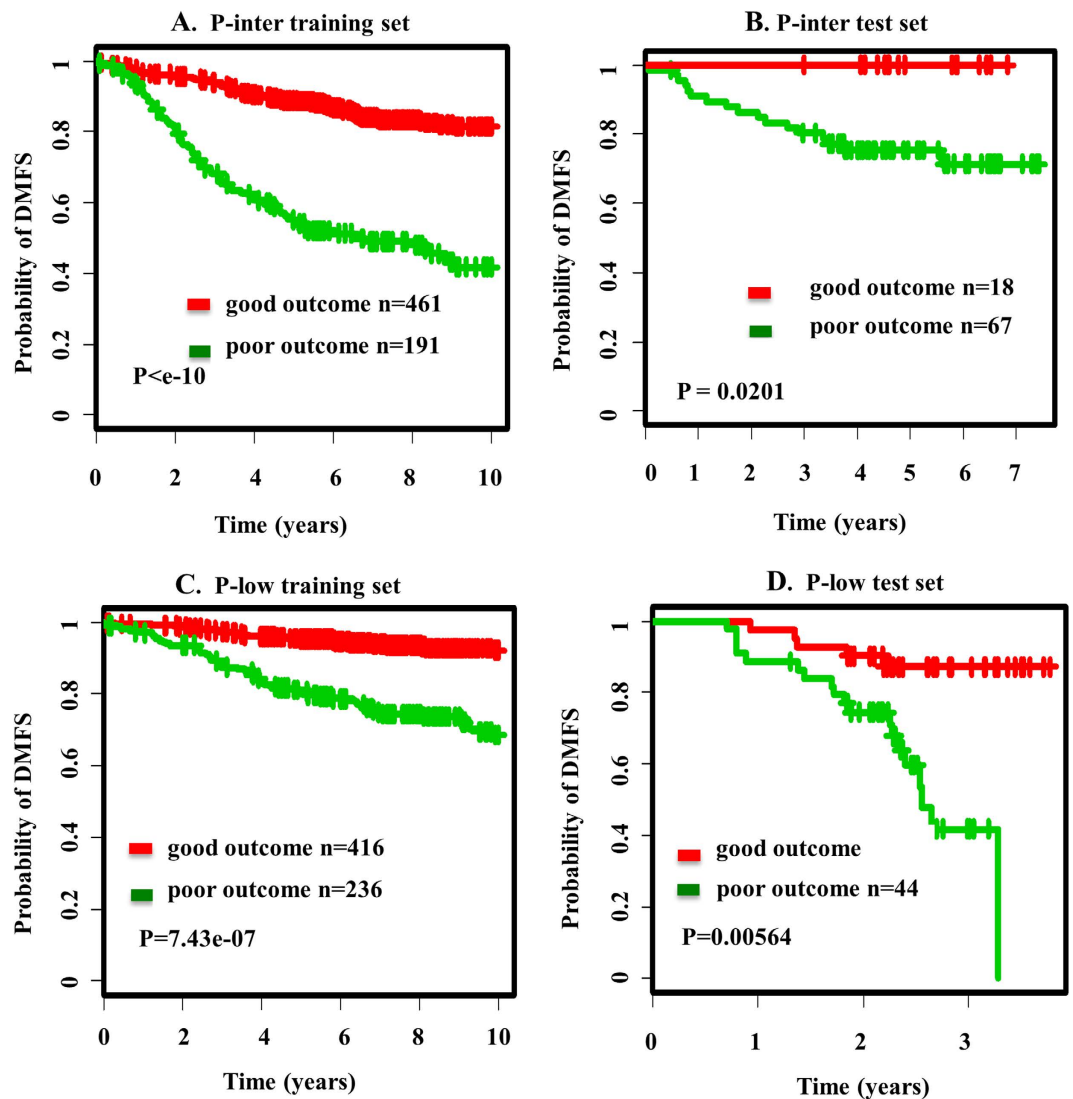 A. P-inter training set
Probability of DMFS
1
0.8
0.6
0.4
0.2
0
good outcome n=461
poor outcome n=191
P<e-10
0 2 4 6 8 10
Time (years)
B. P-inter test set
Probability of DMFS
1
0.8
0.6
0.4
0.2
0
good outcome n=18
poor outcome n=67
P = 0.0201
0 1 2 3 4 5 6 7
Time (years)
C. P-low training set
Probability of DMFS
1
0.8
0.6
0.4
0.2
0
good outcome n=416
poor outcome n=236
P=7.43e-07
0 2 4 6 8 10
Time (years)
D. P-low test set
Probability of DMFS
1
0.8
0.6
0.4
0.2
0
good outcome
poor outcome n=44
P=0.00564
0 1 2 3
Time (years)